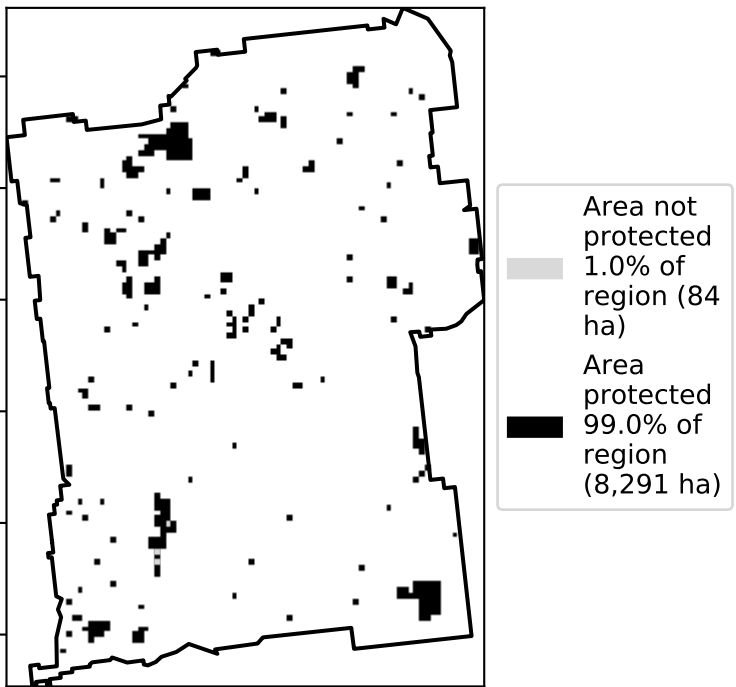 Area not
protected
1.0% of
region (84
ha)
Area
protected
99.0% of
region
(8,291 ha)